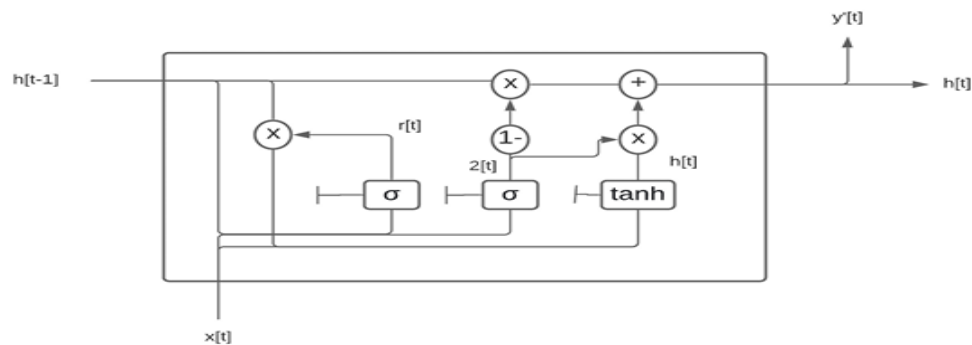 y'[t]
h[t-1]
x
+
h[t]
r[t]
x
1-
x
2[t]
h[t]
σ
σ
tanh
x[t]